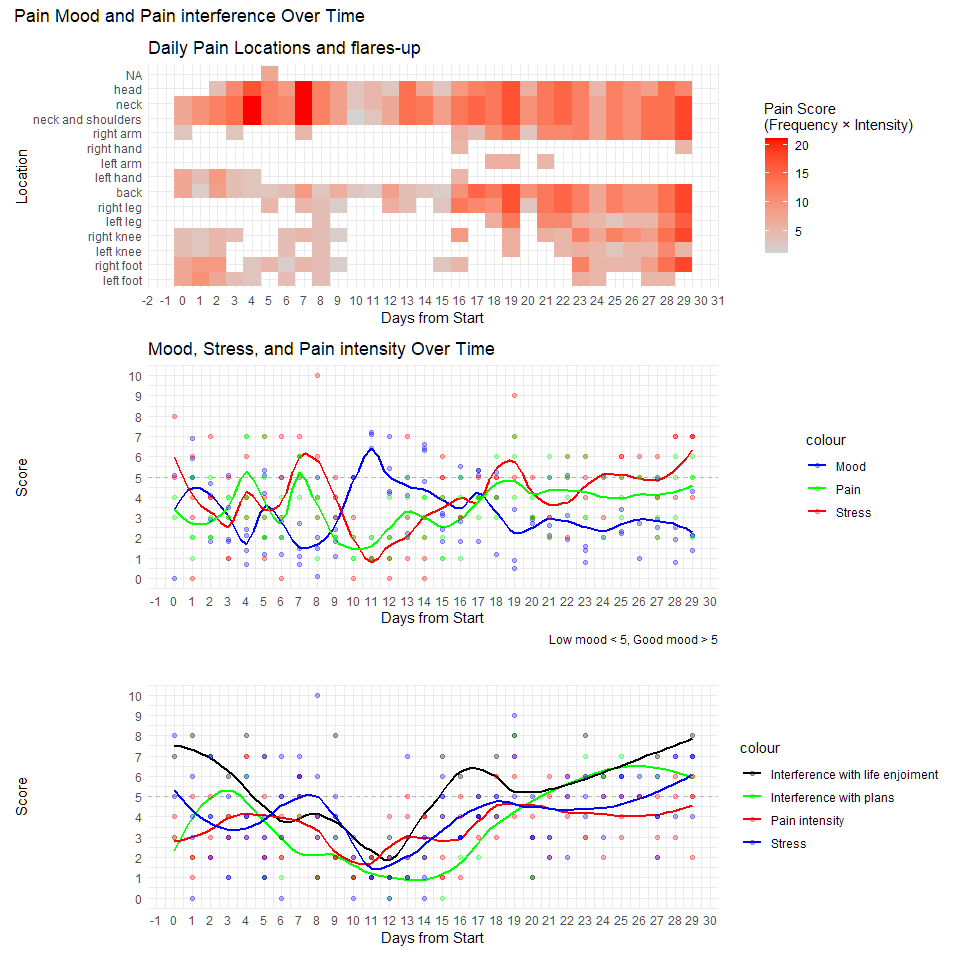 Pain Mood and Pain interference Over Time
Daily Pain Locations and flares-up
Location
NA
head
neck
neck and shoulders
right arm
right hand
left arm
left hand
back
right leg
left leg
right knee
left knee
right foot
left foot
-2 -1 0 1 2 3 4 5 6 7 8 9 10 11 12 13 14 15 16 17 18 19 20 21 22 23 24 25 26 27 28 29 30 31
Days from Start
Pain Score
(Frequency × Intensity)
20
15
10
5
Mood, Stress, and Pain intensity Over Time
Score
10
9
8
7
6
5
4
3
2
1
0
-1 0 1 2 3 4 5 6 7 8 9 10 11 12 13 14 15 16 17 18 19 20 21 22 23 24 25 26 27 28 29 30
Days from Start
Low mood < 5, Good mood > 5
colour
Mood
Pain
Stress
Score
10
9
8
7
6
5
4
3
2
1
0
-1 0 1 2 3 4 5 6 7 8 9 10 11 12 13 14 15 16 17 18 19 20 21 22 23 24 25 26 27 28 29 30
Days from Start
colour
Interference with life enjoiment
Interference with plans
Pain intensity
Stress